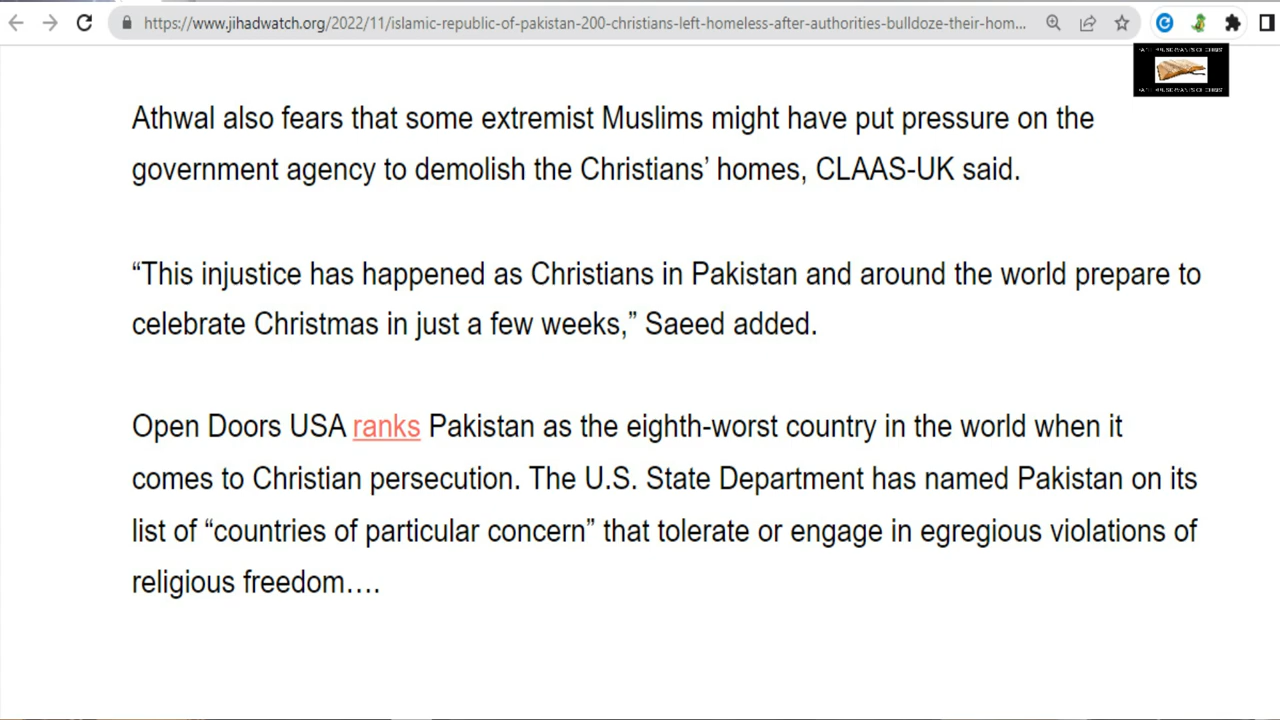 https://www.jihadwatch.org/2022/11/islamic-republic-of-pakistan-200-christians-left-homeless-after-authorities-bulldoze-their-hom...
Athwal also fears that some extremist Muslims might have put pressure on the
government agency to demolish the Christians’ homes, CLAAS-UK said.
“This injustice has happened as Christians in Pakistan and around the world prepare to
celebrate Christmas in just a few weeks,” Saeed added.
Open Doors USA ranks Pakistan as the eighth-worst country in the world when it
comes to Christian persecution. The U.S. State Department has named Pakistan on its
list of “countries of particular concern” that tolerate or engage in egregious violations of
religious freedom….